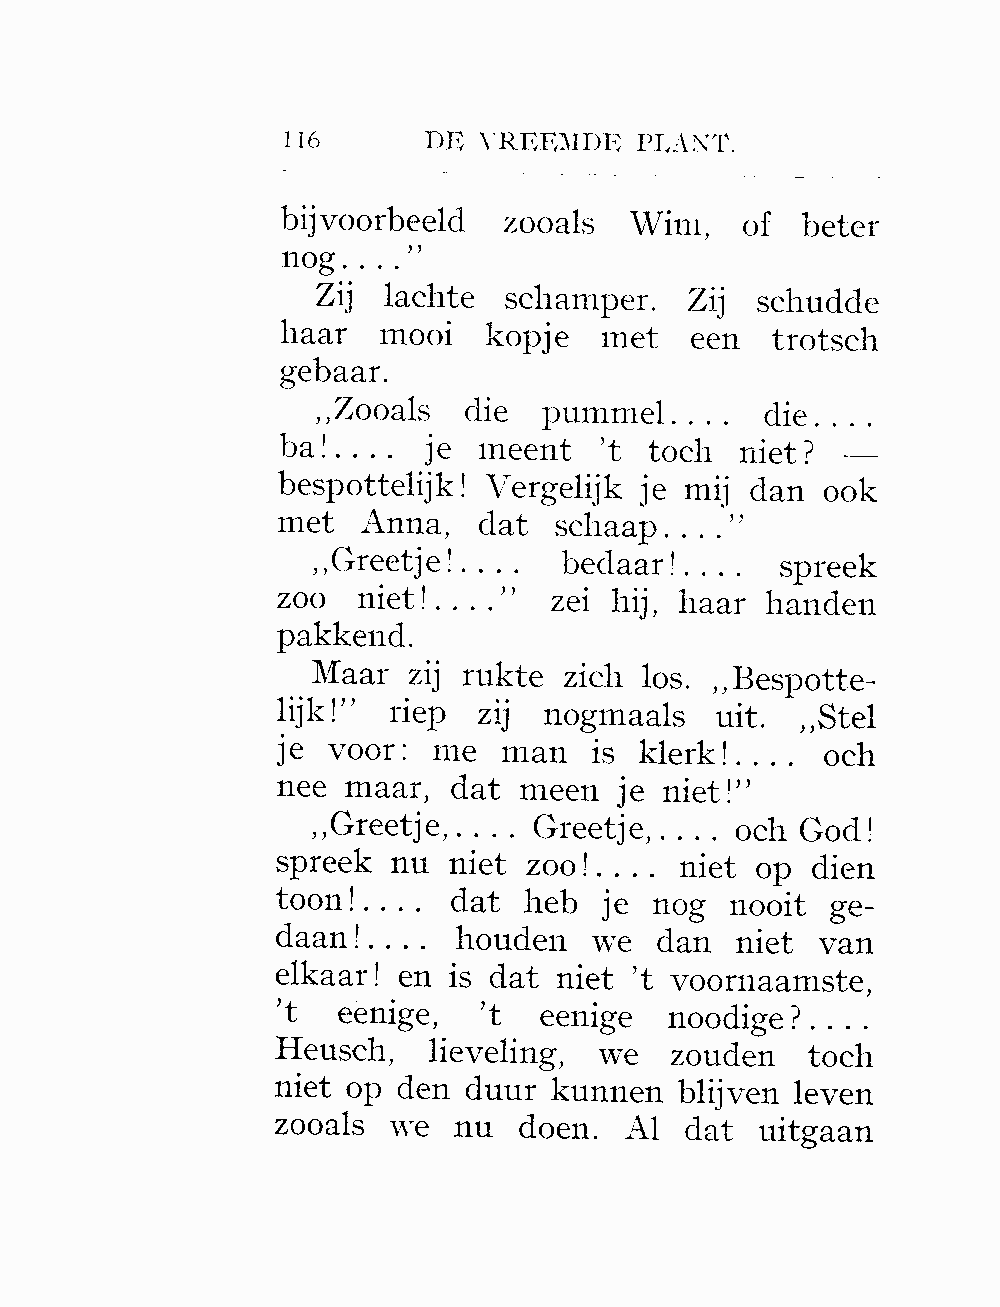 116 DE VREEMDE PLANT.
bijvoorbeeld zooals Wim, of beter
nog....”
Zij lachte schamper. Zij schudde
haar mooi kopje met een trotsch
gebaar.
,,Zooals die pummel.... die....
ba!.... je meent ’t toch niet? —
bespottelijk! Vergelijk je mij dan ook
met Anna, dat schaap....”
,,Greetje!.... bedaar!.... spreek
zoo niet!....” zei hij, haar handen
pakkend.
Maar zij rukte zich los. ,,Bespotte-
lijk!” riep zij nogmaals uit. ,,Stel
je voor: me man is klerk!.... och
nee maar, dat meen je niet!”
,,Greetje,.... Greetje,.... och God!
spreek nu niet zoo!.... niet op dien
toon!.... dat heb je nog nooit ge-
daan!.... houden we dan niet van
elkaar! en is dat niet ’t voornaamste,
’t eenige, ’t eenige noodige?....
Heusch, lieveling, we zouden toch
niet op den duur kunnen blijven leven
zooals we nu doen. Al dat uitgaan